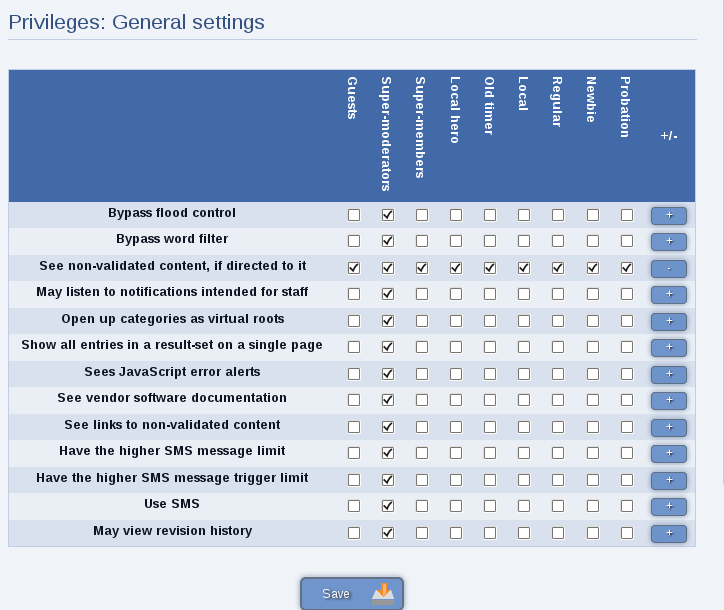 Privileges: General settings
Guests
Super-moderators
Super-members
Local hero
Old timer
Local
Regular
Newbie
Probation
+/-
Bypass flood control +
Bypass word filter +
See non-validated content, if directed to it -
May listen to notifications intended for staff +
Open up categories as virtual roots +
Show all entries in a result-set on a single page +
Sees JavaScript error alerts +
See vendor software documentation +
See links to non-validated content +
Have the higher SMS message limit +
Have the higher SMS message trigger limit +
Use SMS +
May view revision history +
Save